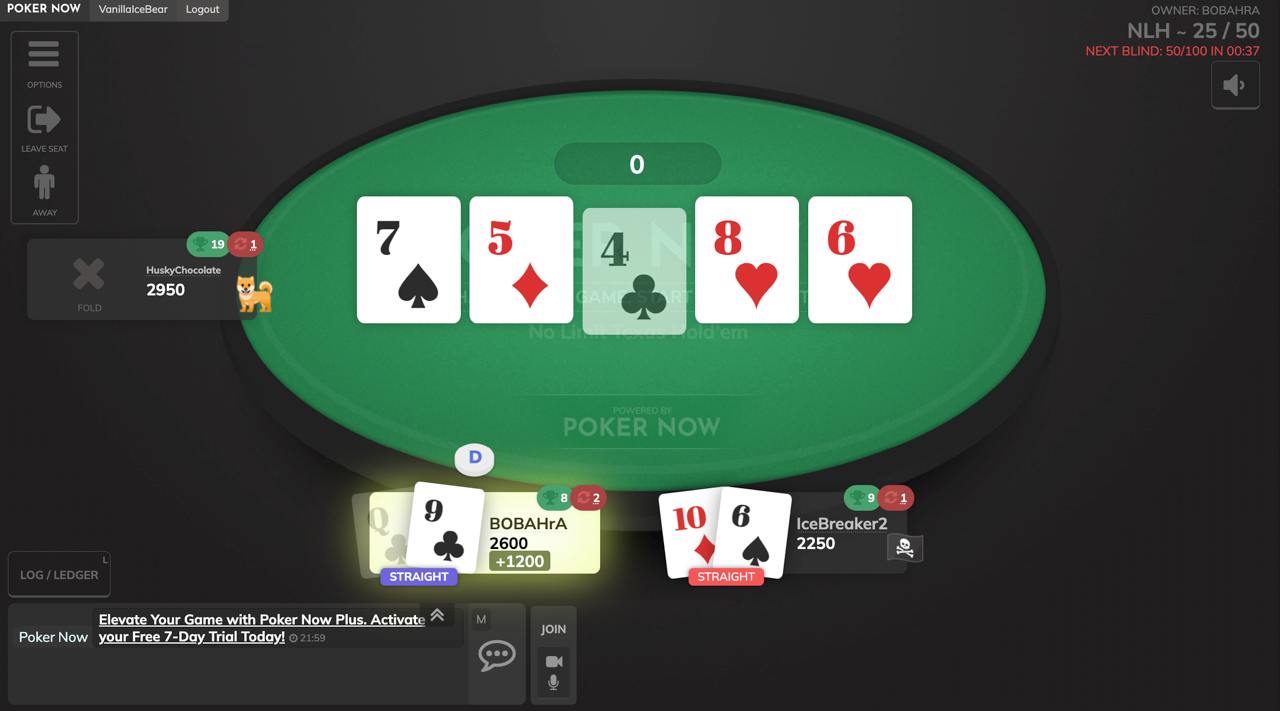 POKER NOW
VanillaIceBear
Logout
OWNER: BOBAHRA
NLH ~ 25 / 50
NEXT BLIND: 50/100 IN 00:37
OPTIONS
LEAVE SEAT
AWAY
0
7
5
4
8
6
19
1
HuskyChocolate
2950
FOLD
GAME START
No Limit Texas Hold'em
POWERED BY
POKER NOW
D
Q
9
8
2
BOBAHrA
2600
+1200
STRAIGHT
10
6
9
1
IceBreaker2
2250
STRAIGHT
L
LOG / LEDGER
Poker Now
Elevate Your Game with Poker Now Plus. Activate
your Free 7-Day Trial Today! 21:59
M
JOIN